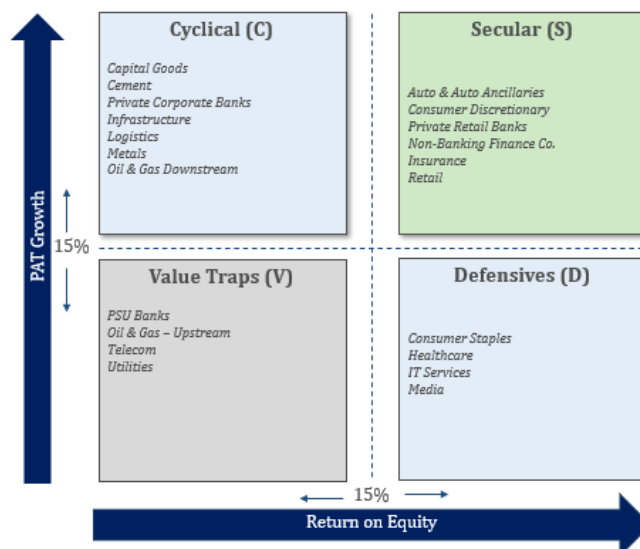 Cyclical (C)
Capital Goods
Cement
Private Corporate Banks
Infrastructure
Logistics
Metals
Oil & Gas Downstream
Secular (S)
Auto & Auto Ancillaries
Consumer Discretionary
Private Retail Banks
Non-Banking Finance Co.
Insurance
Retail
PAT Growth
15%
Value Traps (V)
PSU Banks
Oil & Gas – Upstream
Telecom
Utilities
Defensives (D)
Consumer Staples
Healthcare
IT Services
Media
15%
Return on Equity